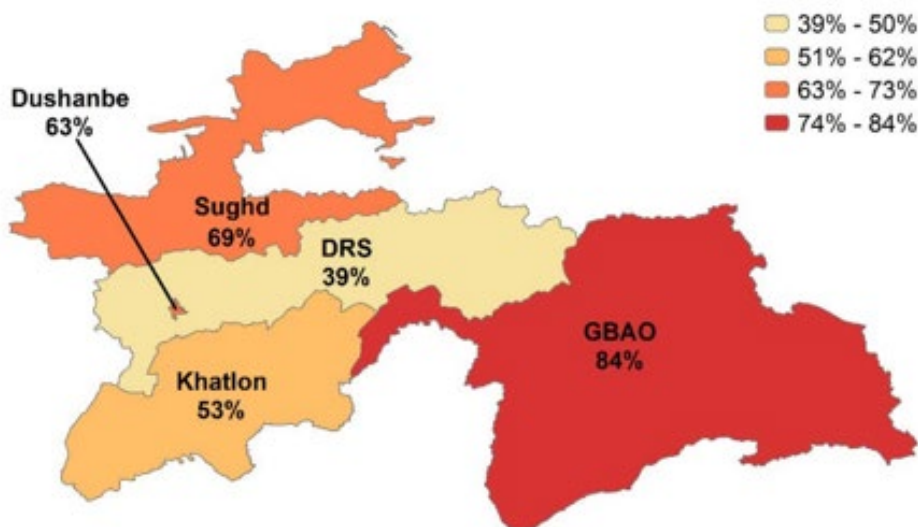 39% - 50%
51% - 62%
63% - 73%
74% - 84%
Dushanbe
63%
Sughd
69%
DRS
39%
GBAO
84%
Khatlon
53%